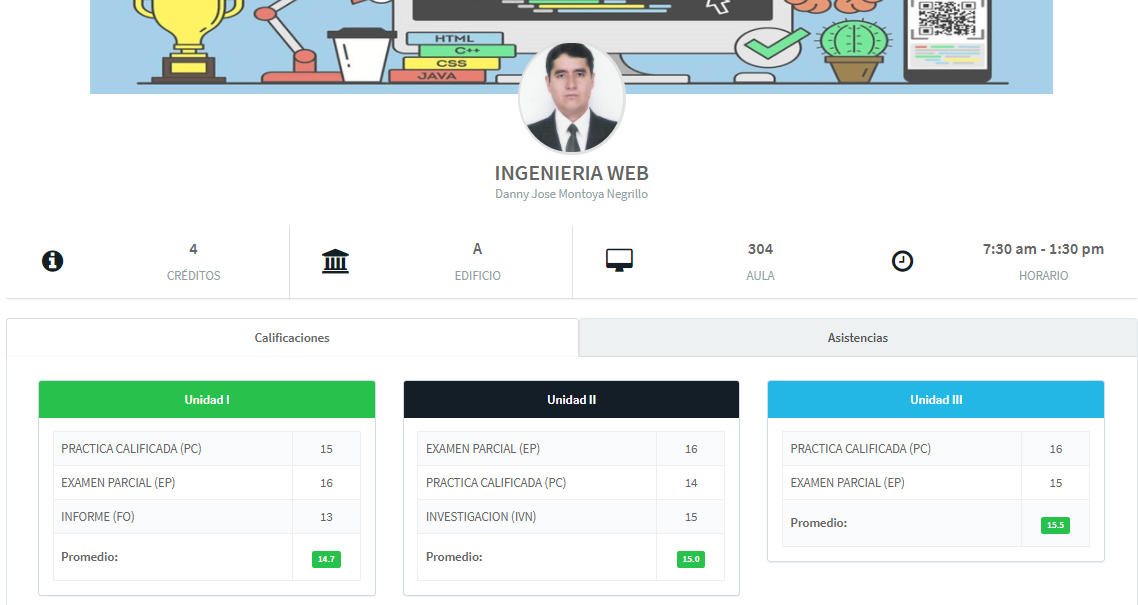 HTML
C++
CSS
JAVA
INGENIERIA WEB
Danny Jose Montoya Negrillo
4
CRÉDITOS
A
EDIFICIO
304
AULA
7:30 am - 1:30 pm
HORARIO
Calificaciones
Asistencias
Unidad I
PRACTICA CALIFICADA (PC) 15
EXAMEN PARCIAL (EP) 16
INFORME (FO) 13
Promedio: 14.7
Unidad II
EXAMEN PARCIAL (EP) 16
PRACTICA CALIFICADA (PC) 14
INVESTIGACION (IVN) 15
Promedio: 15.0
Unidad III
PRACTICA CALIFICADA (PC) 16
EXAMEN PARCIAL (EP) 15
Promedio: 15.5